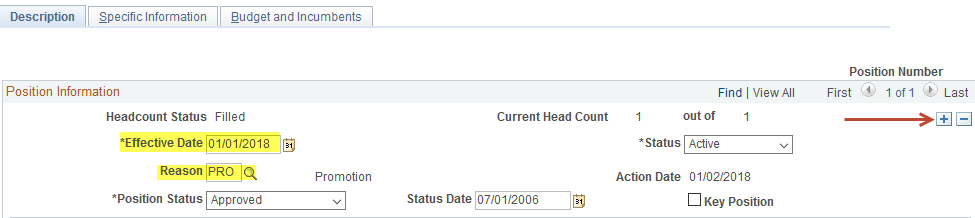 Description Specific Information Budget and Incumbents
Position Number
Position Information Find | View All First 1 of 1 Last
Headcount Status Filled Current Head Count 1 out of 1
*Effective Date 01/01/2018 31 *Status Active
Reason PRO Promotion Action Date 01/02/2018
*Position Status Approved Status Date 07/01/2006 31 Key Position